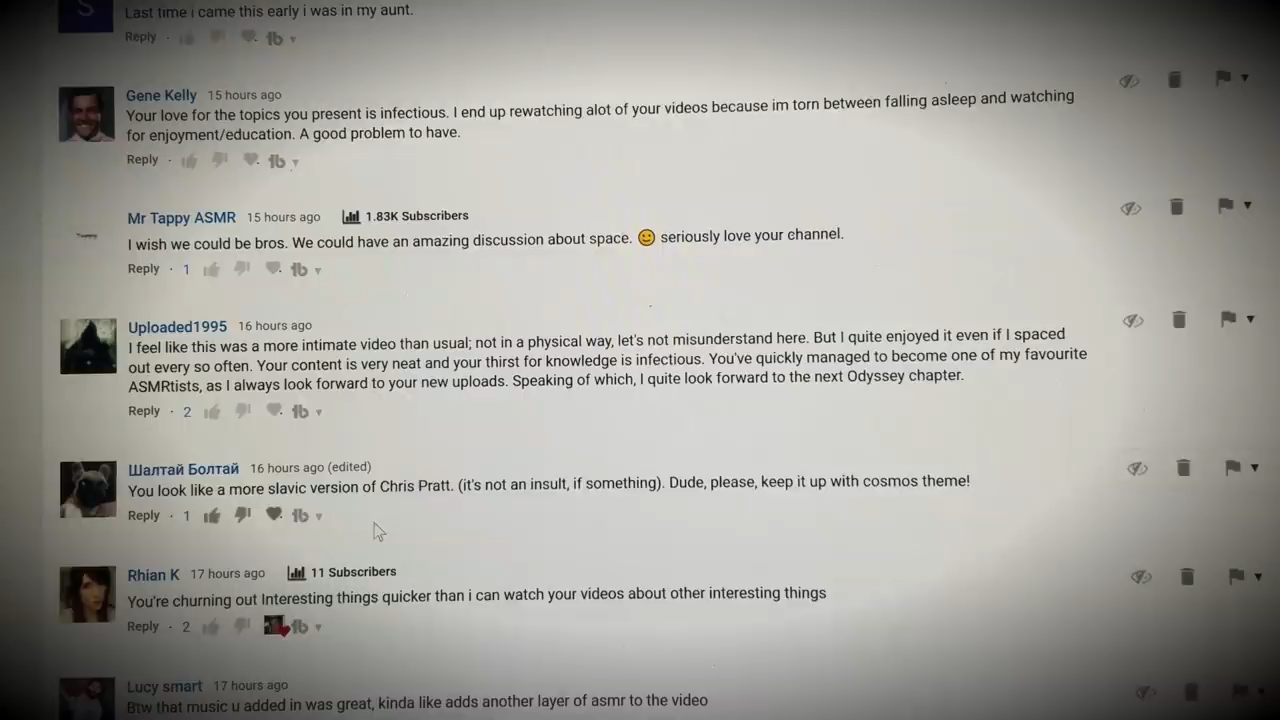 S
Last time i came this early i was in my aunt.
Reply ·
Gene Kelly 15 hours ago
Your love for the topics you present is infectious. I end up rewatching alot of your videos because im torn between falling asleep and watching
for enjoyment/education. A good problem to have.
Reply ·
Mr Tappy ASMR 15 hours ago 1.83K Subscribers
I wish we could be bros. We could have an amazing discussion about space. 🙂 seriously love your channel.
Reply · 1
Uploaded1995 16 hours ago
I feel like this was a more intimate video than usual; not in a physical way, let's not misunderstand here. But I quite enjoyed it even if I spaced
out every so often. Your content is very neat and your thirst for knowledge is infectious. You've quickly managed to become one of my favourite
ASMRtists, as I always look forward to your new uploads. Speaking of which, I quite look forward to the next Odyssey chapter.
Reply · 2
Шалтай Болтай 16 hours ago (edited)
You look like a more slavic version of Chris Pratt. (it's not an insult, if something). Dude, please, keep it up with cosmos theme!
Reply · 1
Rhian K 17 hours ago 11 Subscribers
You're churning out Interesting things quicker than i can watch your videos about other interesting things
Reply · 2
Lucy smart 17 hours ago
Btw that music u added in was great, kinda like adds another layer of asmr to the video